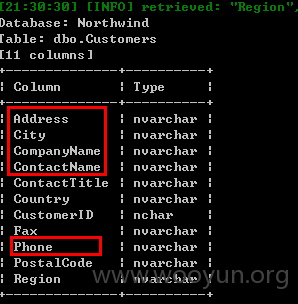 [21:30:30] [INFO] retrieved: "Region",
Database: Northwind
Table: dbo.Customers
[11 columns]
Column Type
Address nvarchar
City nvarchar
CompanyName nvarchar
ContactName nvarchar
ContactTitle nvarchar
Country nvarchar
CustomerID nchar
Fax nvarchar
Phone nvarchar
PostalCode nvarchar
Region nvarchar
www.wooyun.org